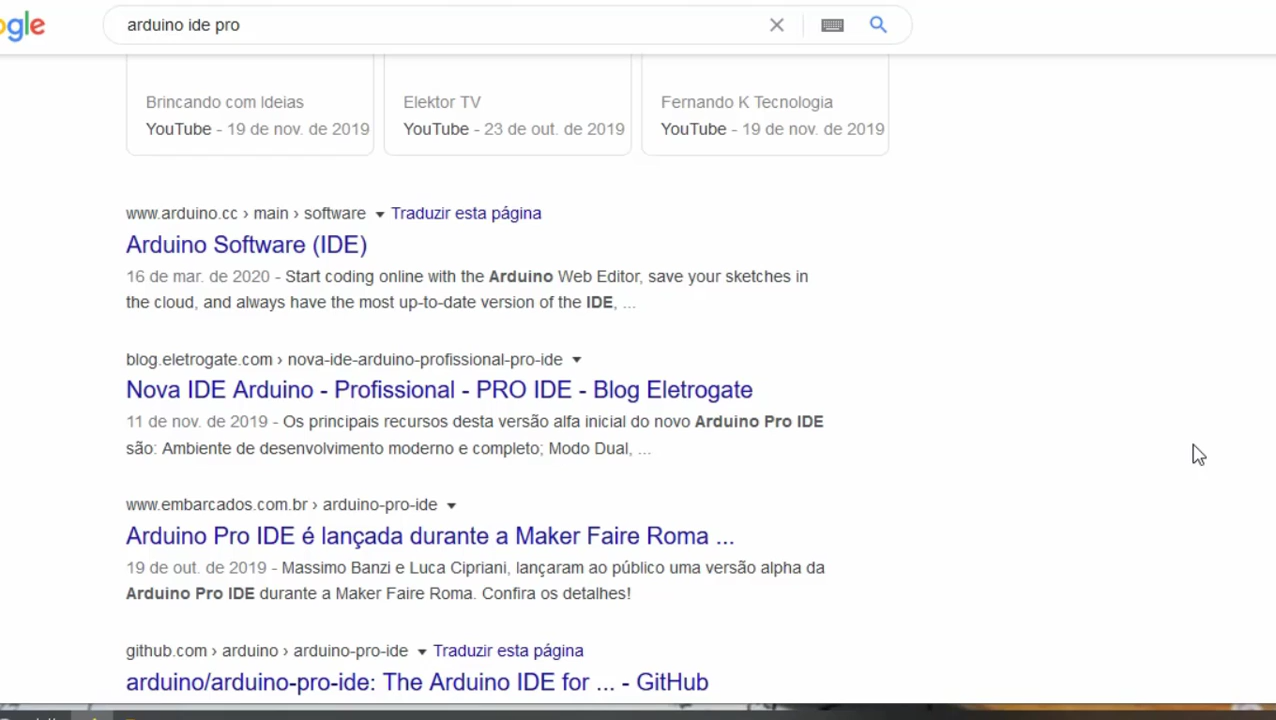 ogle arduino ide pro
Brincando com Ideias
YouTube - 19 de nov. de 2019
Elektor TV
YouTube - 23 de out. de 2019
Fernando K Tecnologia
YouTube - 19 de nov. de 2019
www.arduino.cc › main › software Traduzir esta página
Arduino Software (IDE)
16 de mar. de 2020 - Start coding online with the Arduino Web Editor, save your sketches in
the cloud, and always have the most up-to-date version of the IDE, ...
blog.eletrogate.com › nova-ide-arduino-profissional-pro-ide
Nova IDE Arduino - Profissional - PRO IDE - Blog Eletrogate
11 de nov. de 2019 - Os principais recursos desta versão alfa inicial do novo Arduino Pro IDE
são: Ambiente de desenvolvimento moderno e completo; Modo Dual, ...
www.embarcados.com.br › arduino-pro-ide
Arduino Pro IDE é lançada durante a Maker Faire Roma ...
19 de out. de 2019 - Massimo Banzi e Luca Cipriani, lançaram ao público uma versão alpha da
Arduino Pro IDE durante a Maker Faire Roma. Confira os detalhes!
github.com › arduino › arduino-pro-ide Traduzir esta página
arduino/arduino-pro-ide: The Arduino IDE for ... - GitHub